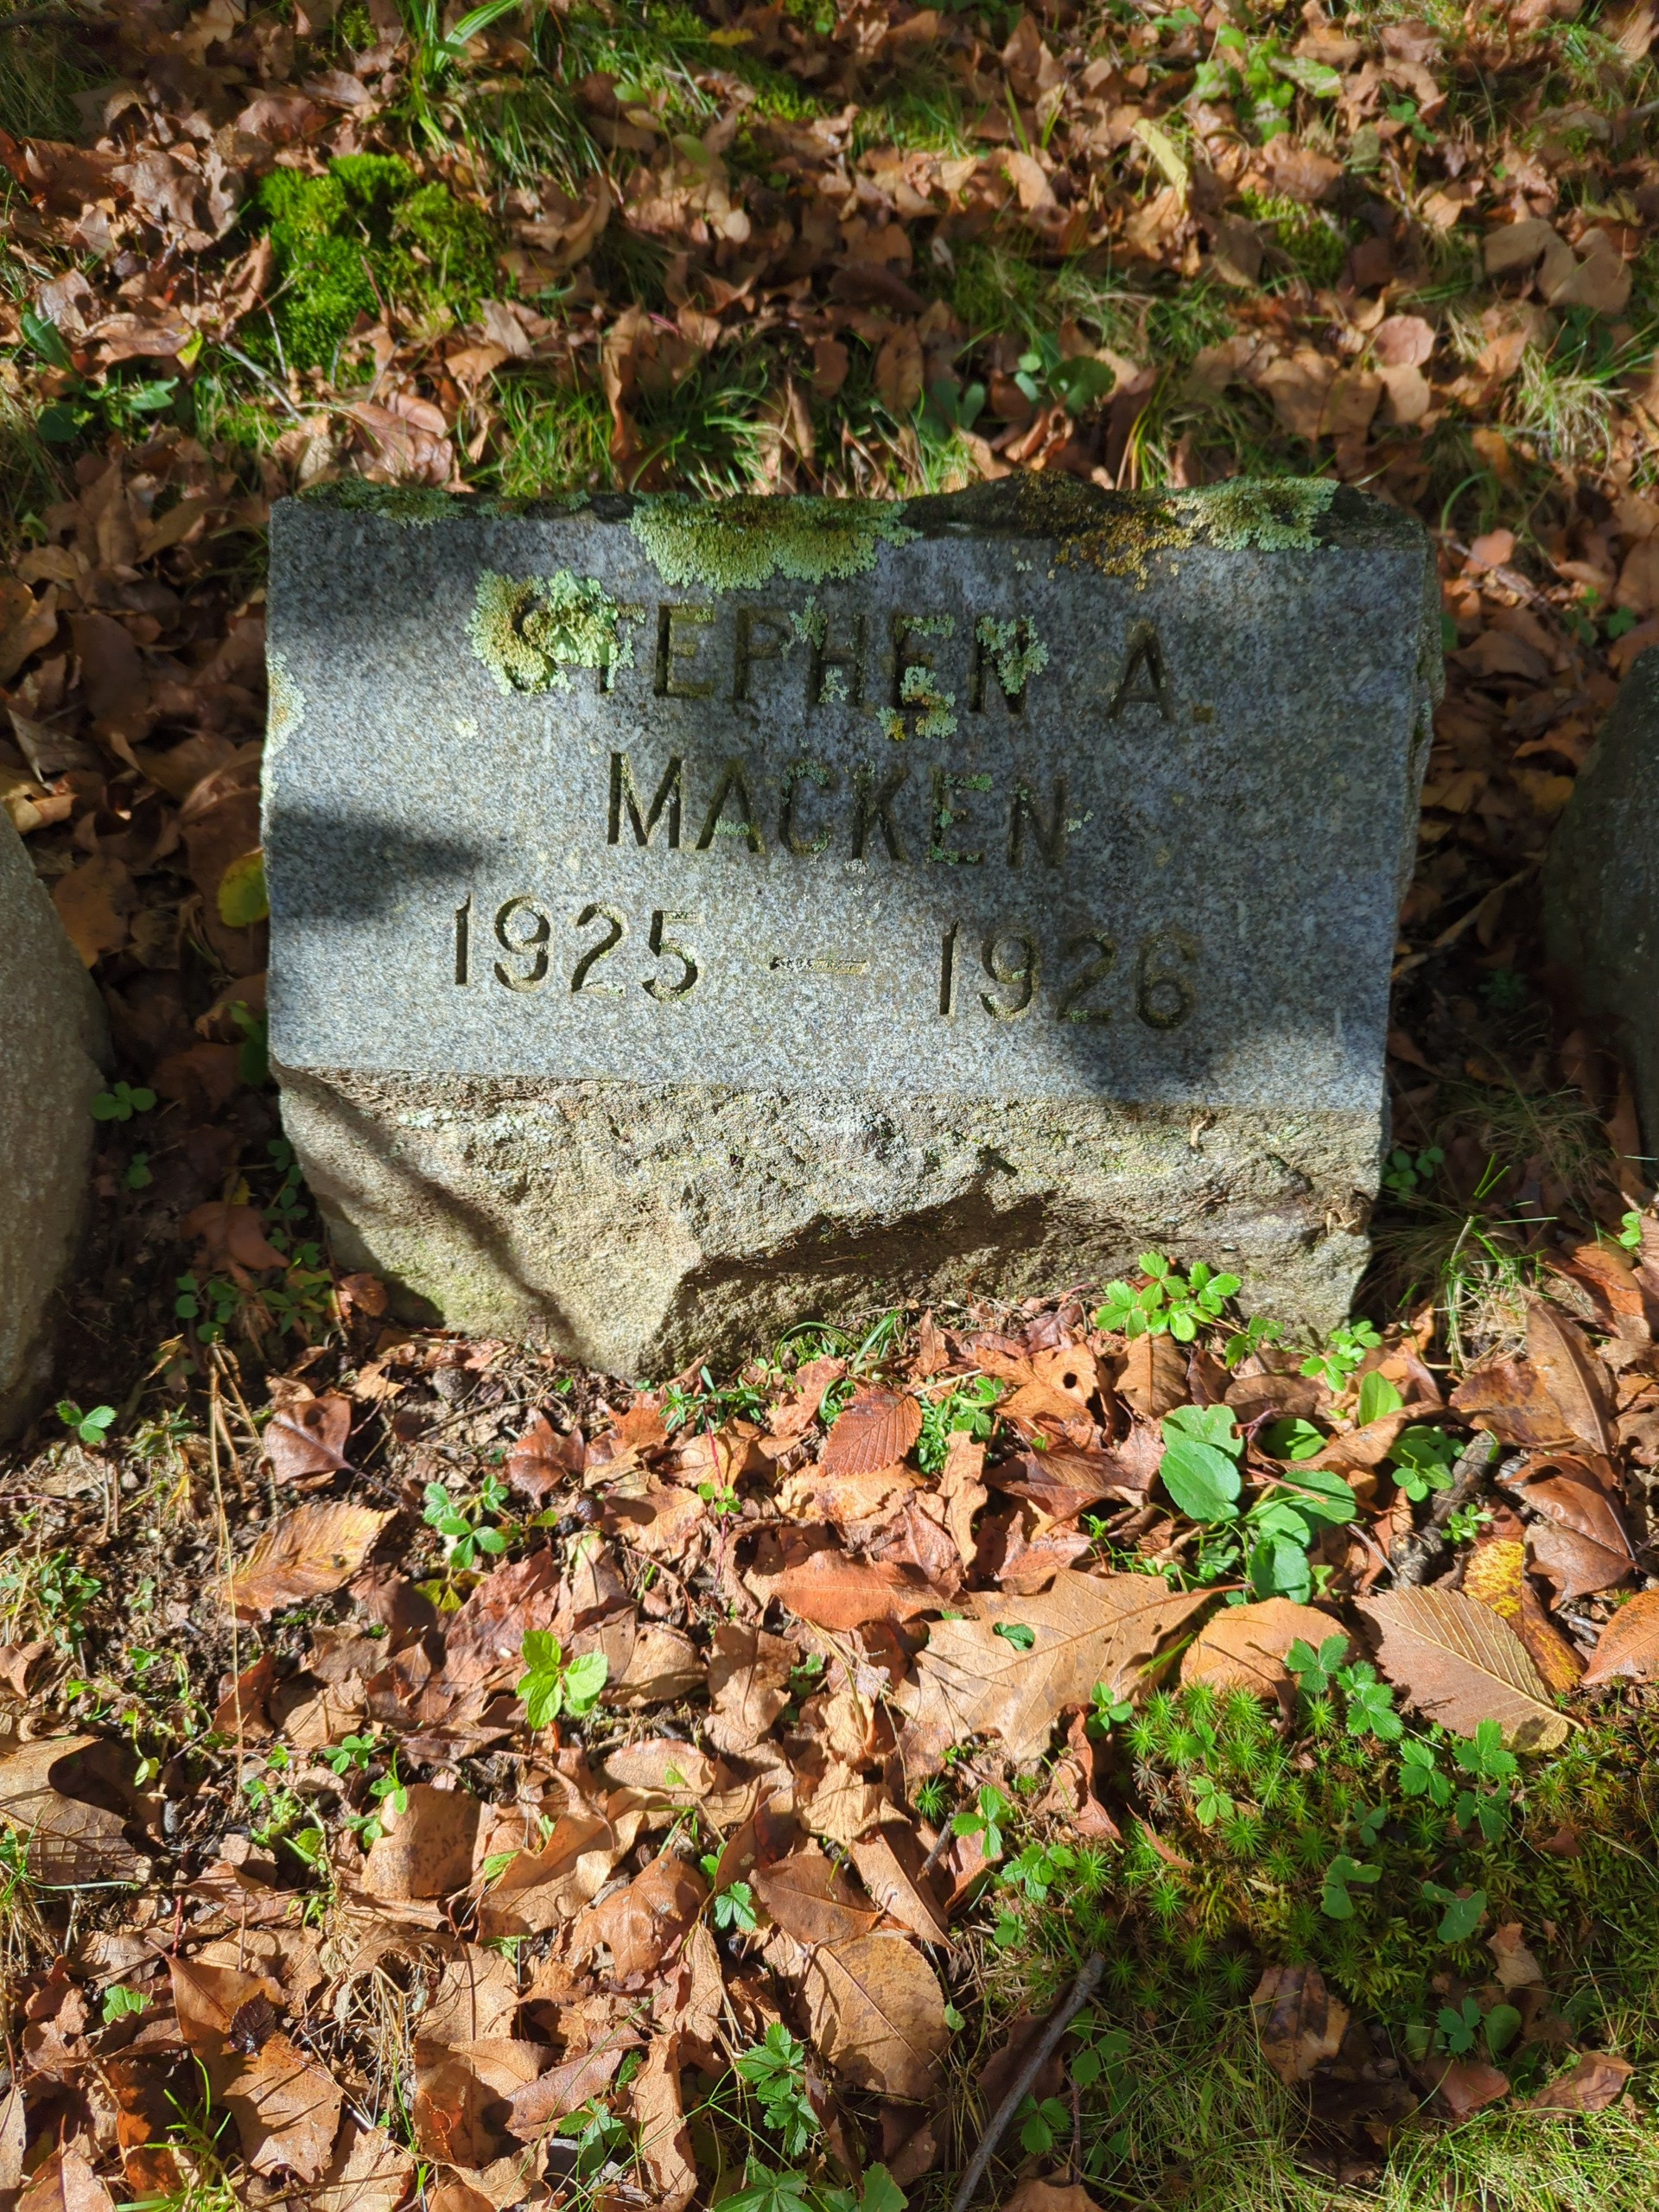 STEPHEN A.
MACKEN
1925 — 1926